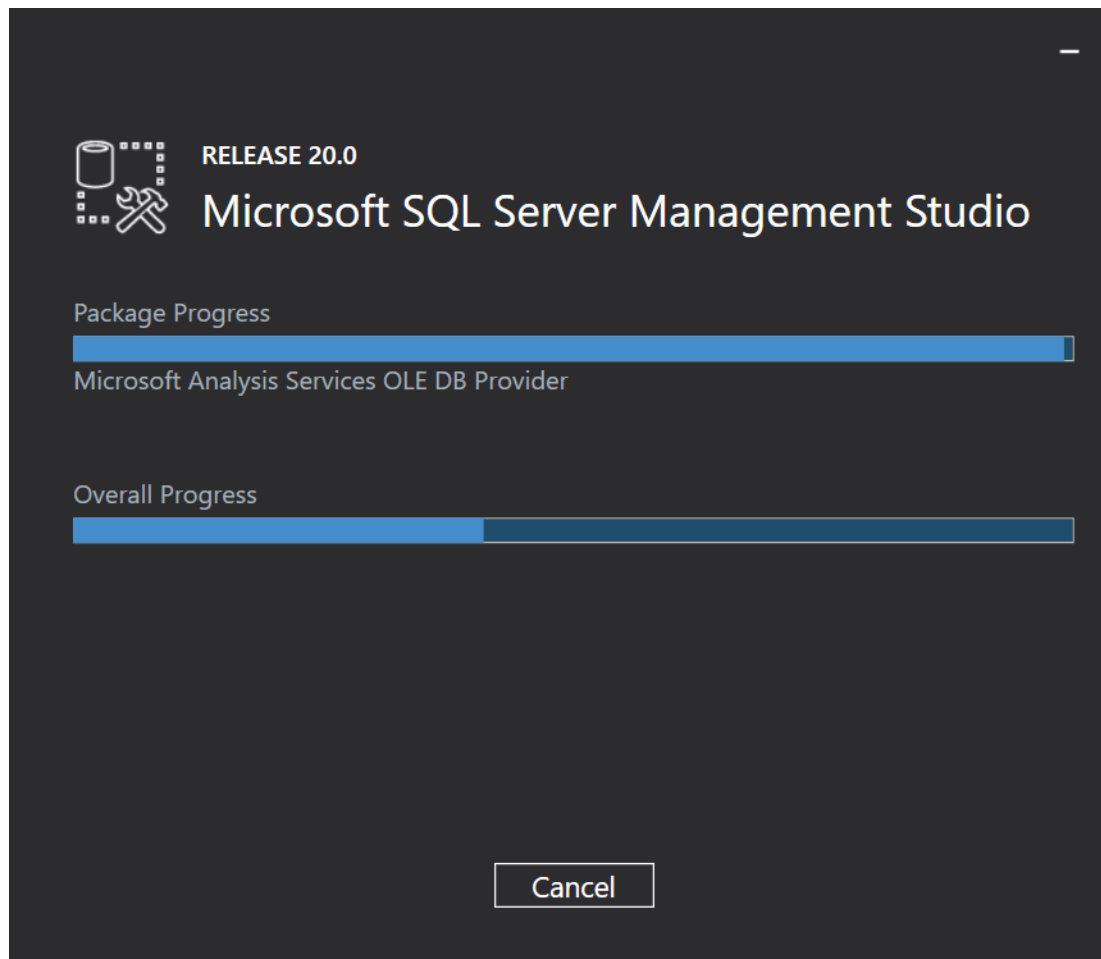 RELEASE 20.0
Microsoft SQL Server Management Studio
Package Progress
Microsoft Analysis Services OLE DB Provider
Overall Progress
Cancel